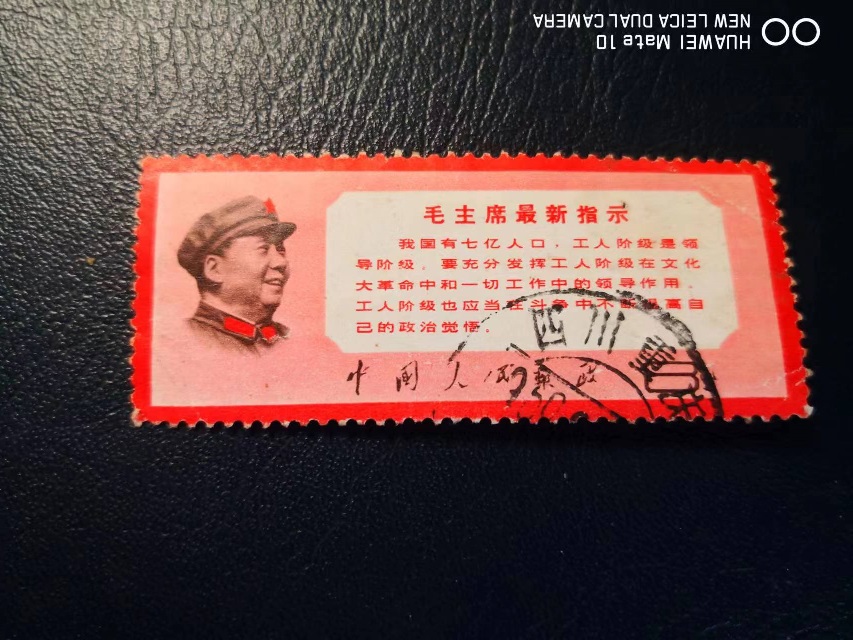 HUAWEI Mate 10
NEW LEICA DUAL CAMERA
毛主席最新指示
我国有七亿人口，工人阶级是领
导阶级。要充分发挥工人阶级在文化
大革命中和一切工作中的领导作用。
工人阶级也应当在斗争中不断提高自
己的政治觉悟。
中国人民邮政
四川